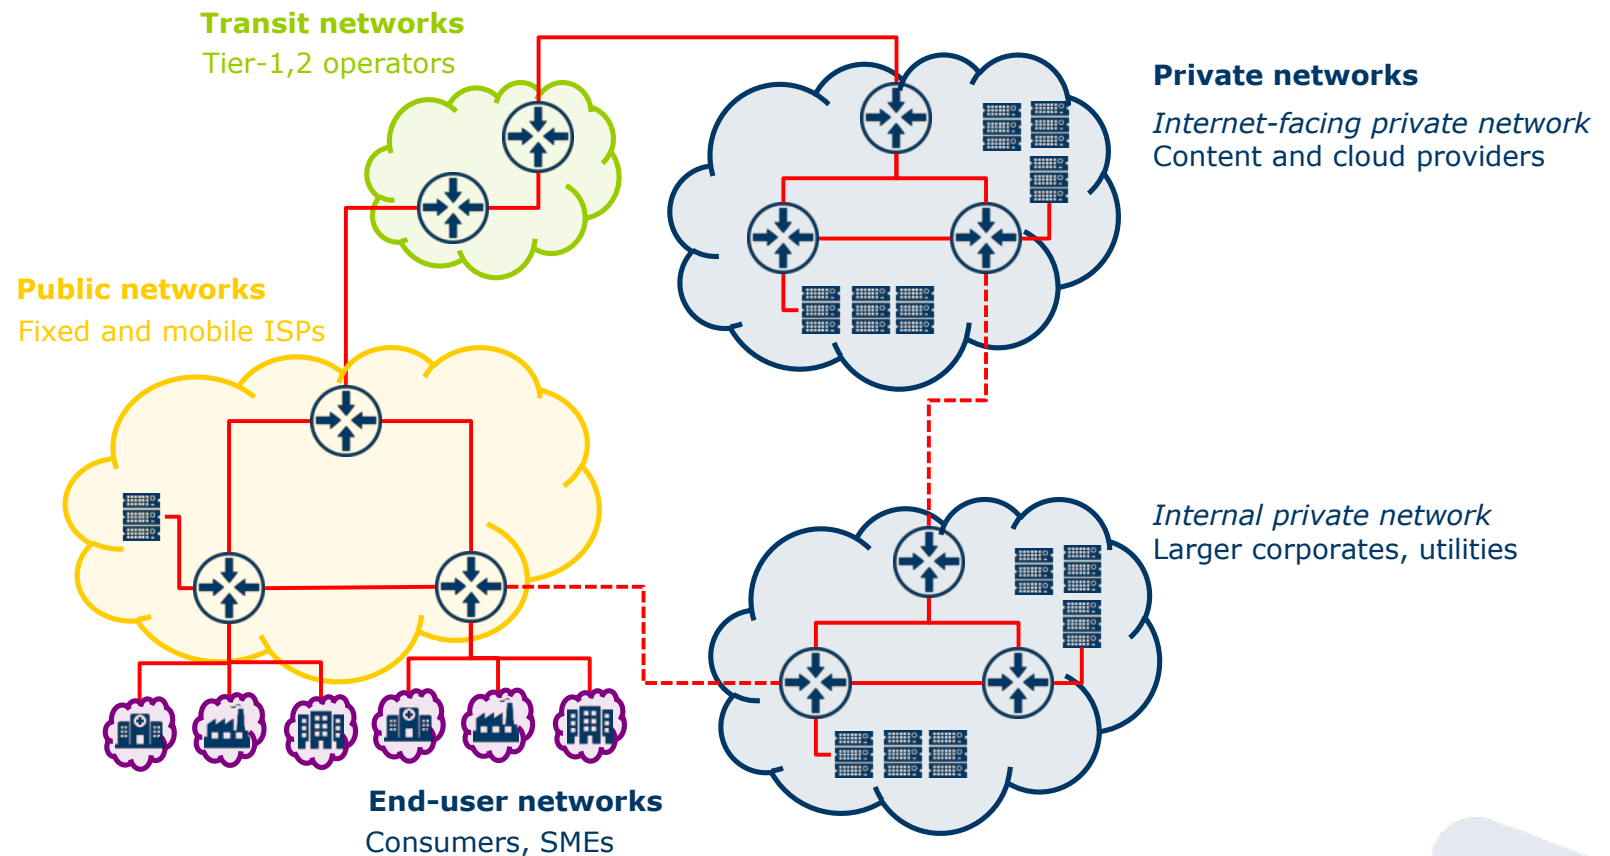 Transit networks
Tier-1,2 operators
Private networks
Internet-facing private network
Content and cloud providers
Public networks
Fixed and mobile ISPs
Internal private network
Larger corporates, utilities
End-user networks
Consumers, SMEs